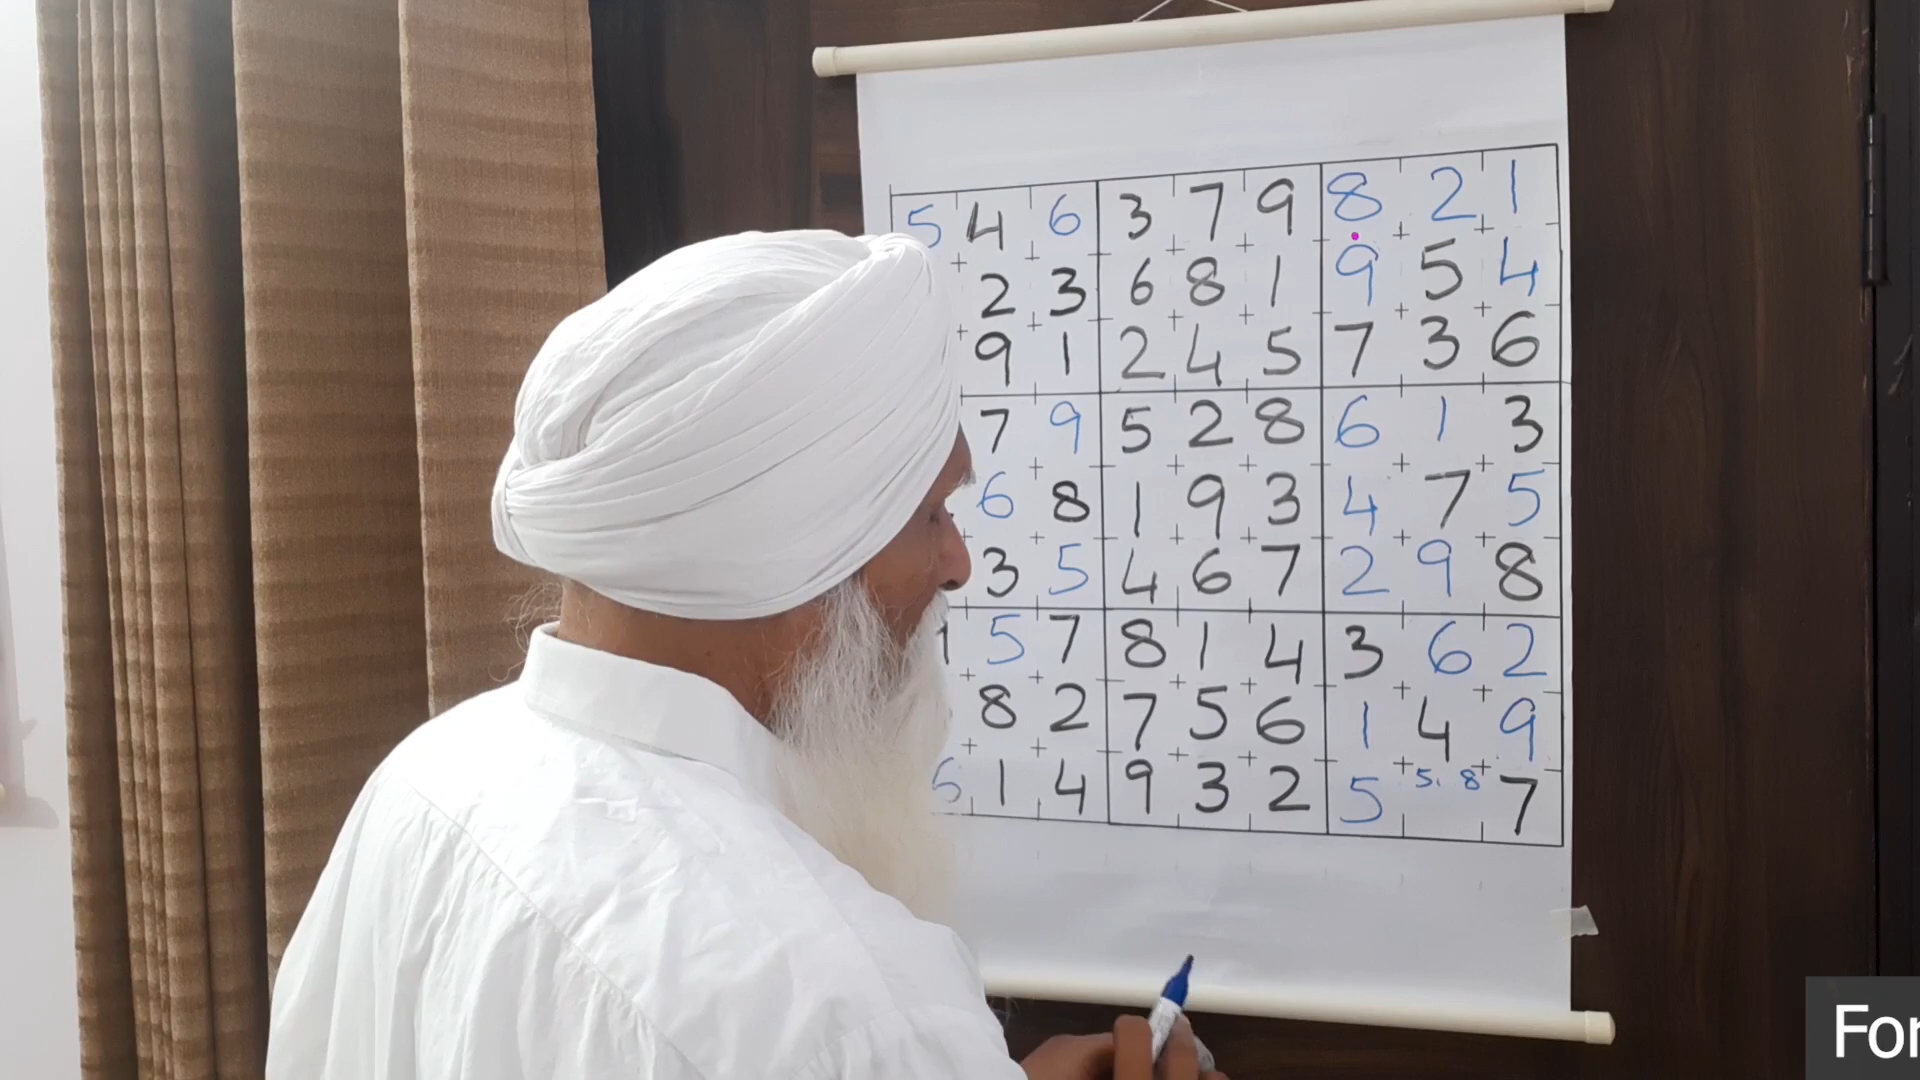 5 4 6 3 7 9 8 2 1
2 3 6 8 1 9 5 4
9 1 2 4 5 7 3 6
7 9 5 2 8 6 1 3
6 8 1 9 3 4 7 5
3 5 4 6 7 2 9 8
1 5 7 8 1 4 3 6 2
8 2 7 5 6 1 4 9
6 1 4 9 3 2 5 5. 8 7
For